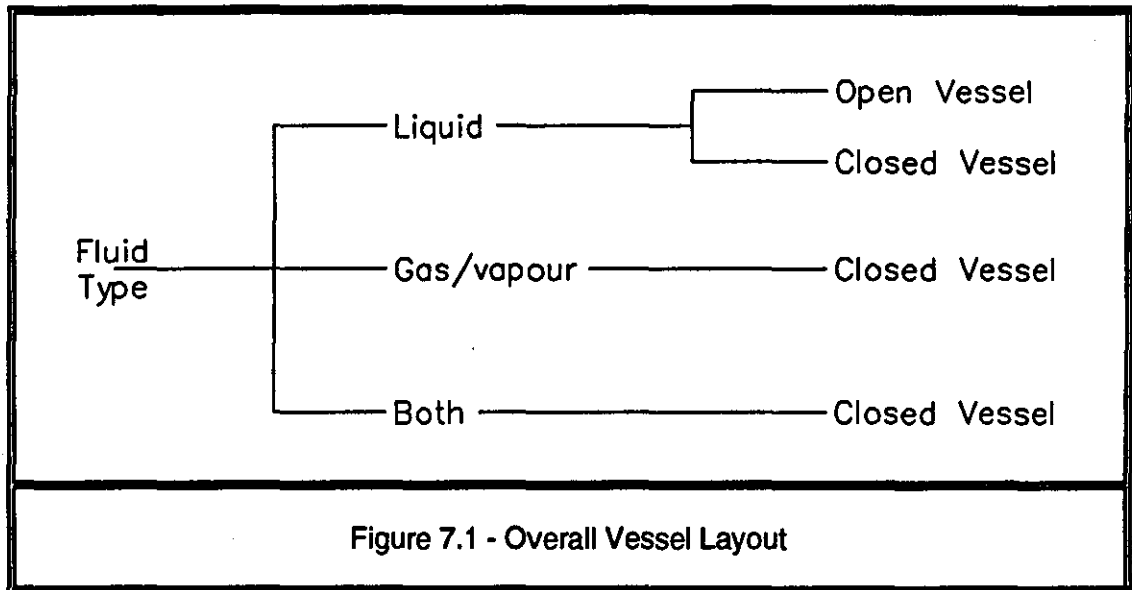 Open Vessel
Liquid
Closed Vessel
Fluid
Type
Gas/vapour
Closed Vessel
Both
Closed Vessel
Figure 7.1 - Overall Vessel Layout